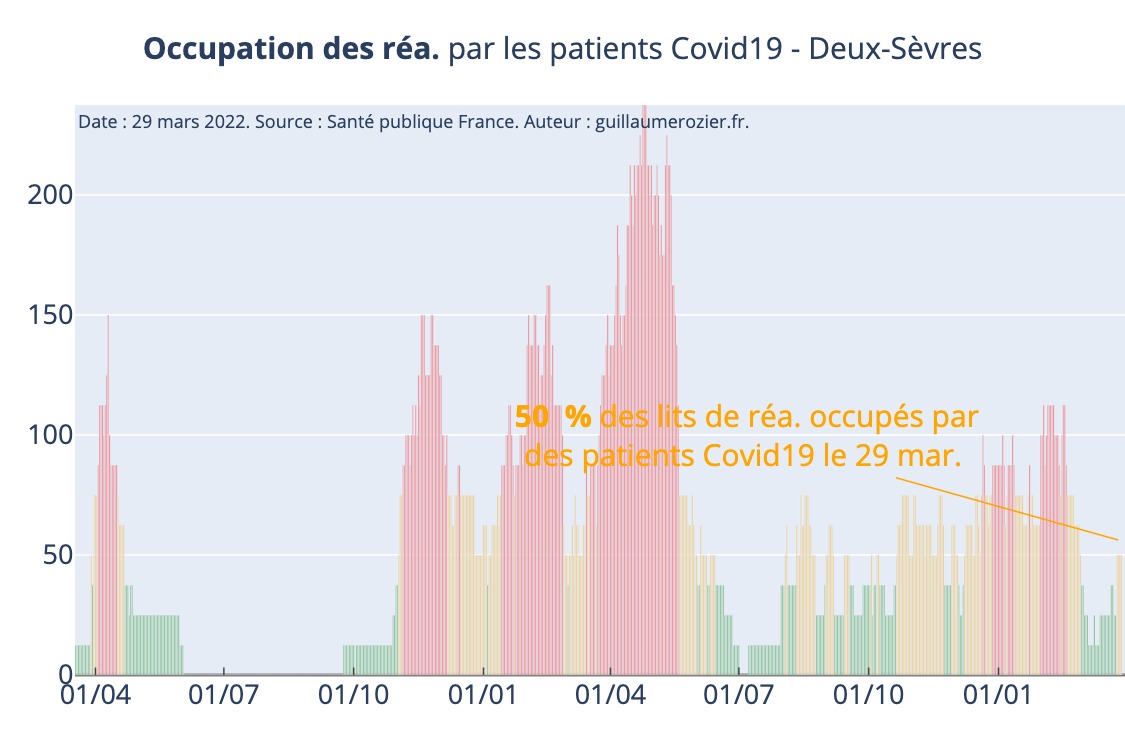 Occupation des réa. par les patients Covid19 - Deux-Sèvres
Date : 29 mars 2022. Source : Santé publique France. Auteur : guillaumerozier.fr.
200
150
100
50
0
50 % des lits de réa. occupés par
des patients Covid19 le 29 mar.
01/04 01/07 01/10 01/01 01/04 01/07 01/10 01/01